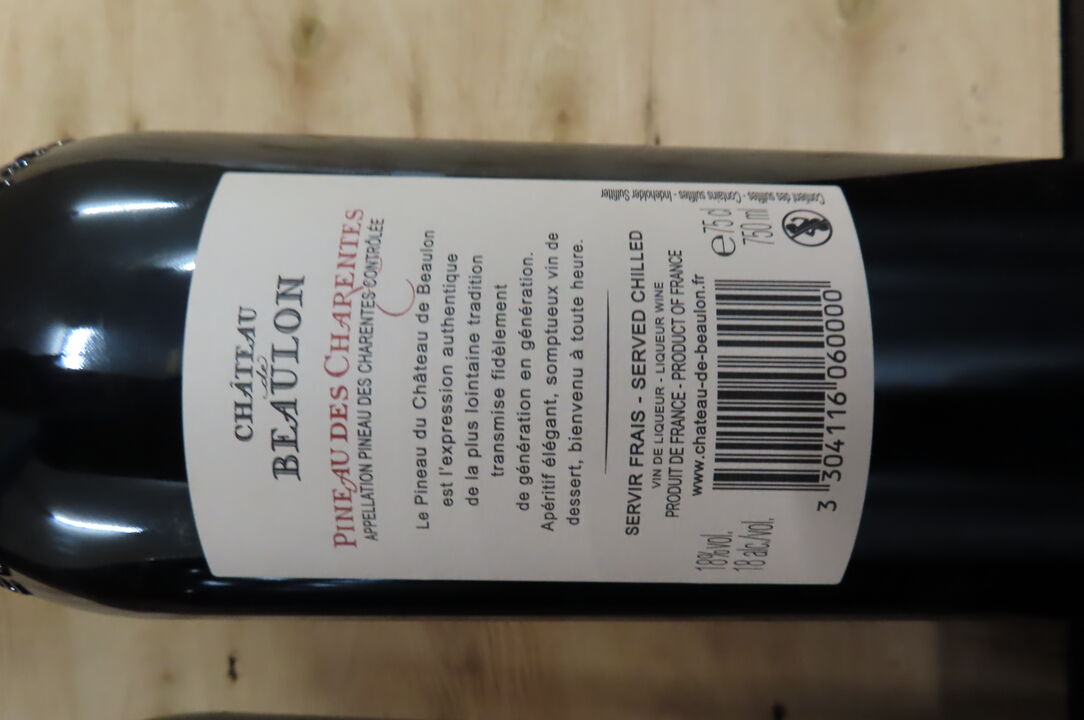 CHÂTEAU
de
BEAULON
PINEAU DES CHARENTES
APPELLATION PINEAU DES CHARENTES CONTRÔLÉE
Le Pineau du Château de Beaulon
est l'expression authentique
de la plus lointaine tradition
transmise fidèlement
de génération en génération.
Apéritif élégant, somptueux vin de
dessert, bienvenu à toute heure.
SERVIR FRAIS - SERVED CHILLED
VIN DE LIQUEUR - LIQUEUR WINE
PRODUIT DE FRANCE - PRODUCT OF FRANCE
www.chateau-de-beaulon.fr
18%vol.
18 alc./vol.
e75cl
750 ml
3 304116 060000
Contient des sulfites - Contains sulfites - Indeholder Sulfitter